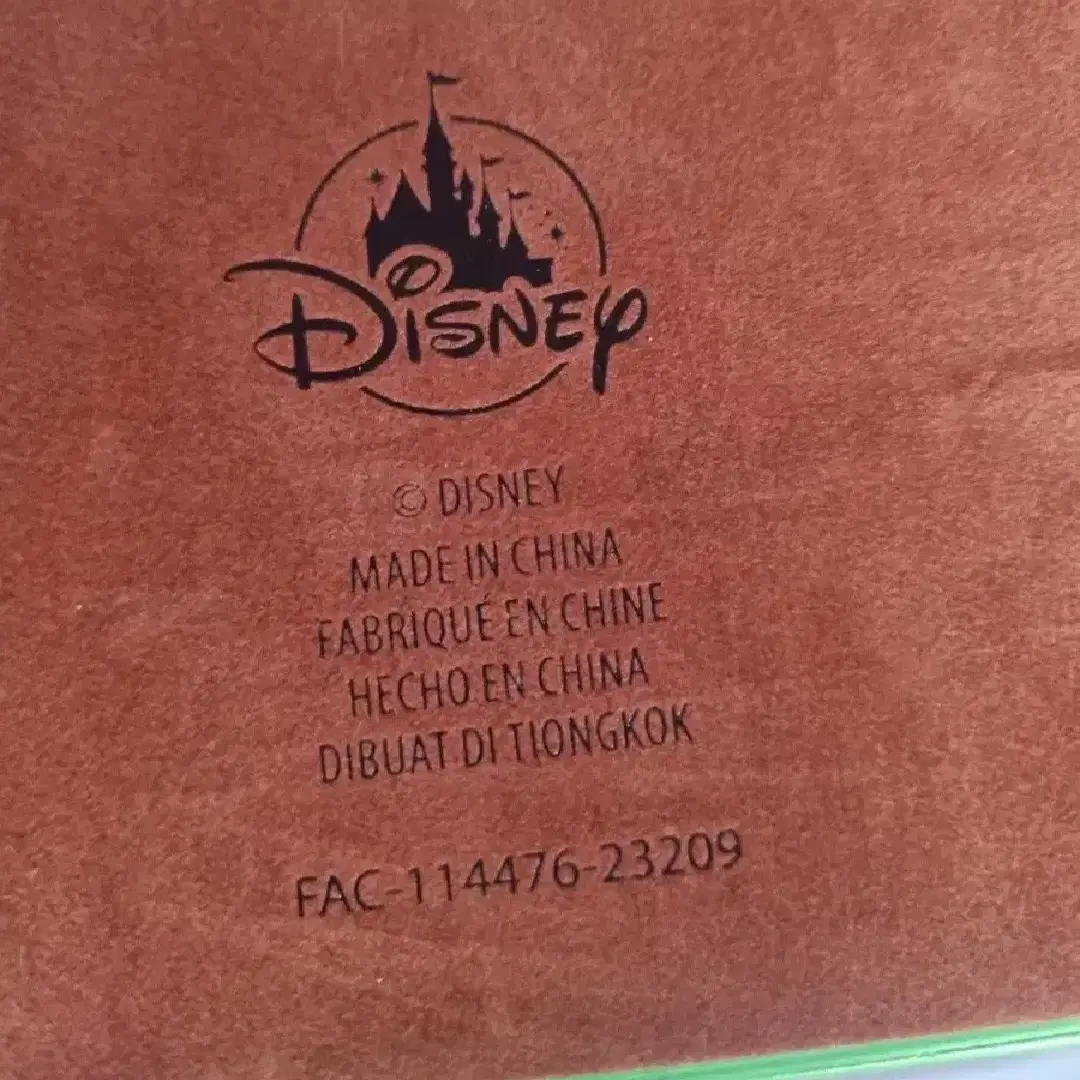 Disney
© DISNEY
MADE IN CHINA
FABRIQUÉ EN CHINE
HECHO EN CHINA
DIBUAT DI TIONGKOK
FAC-114476-23209